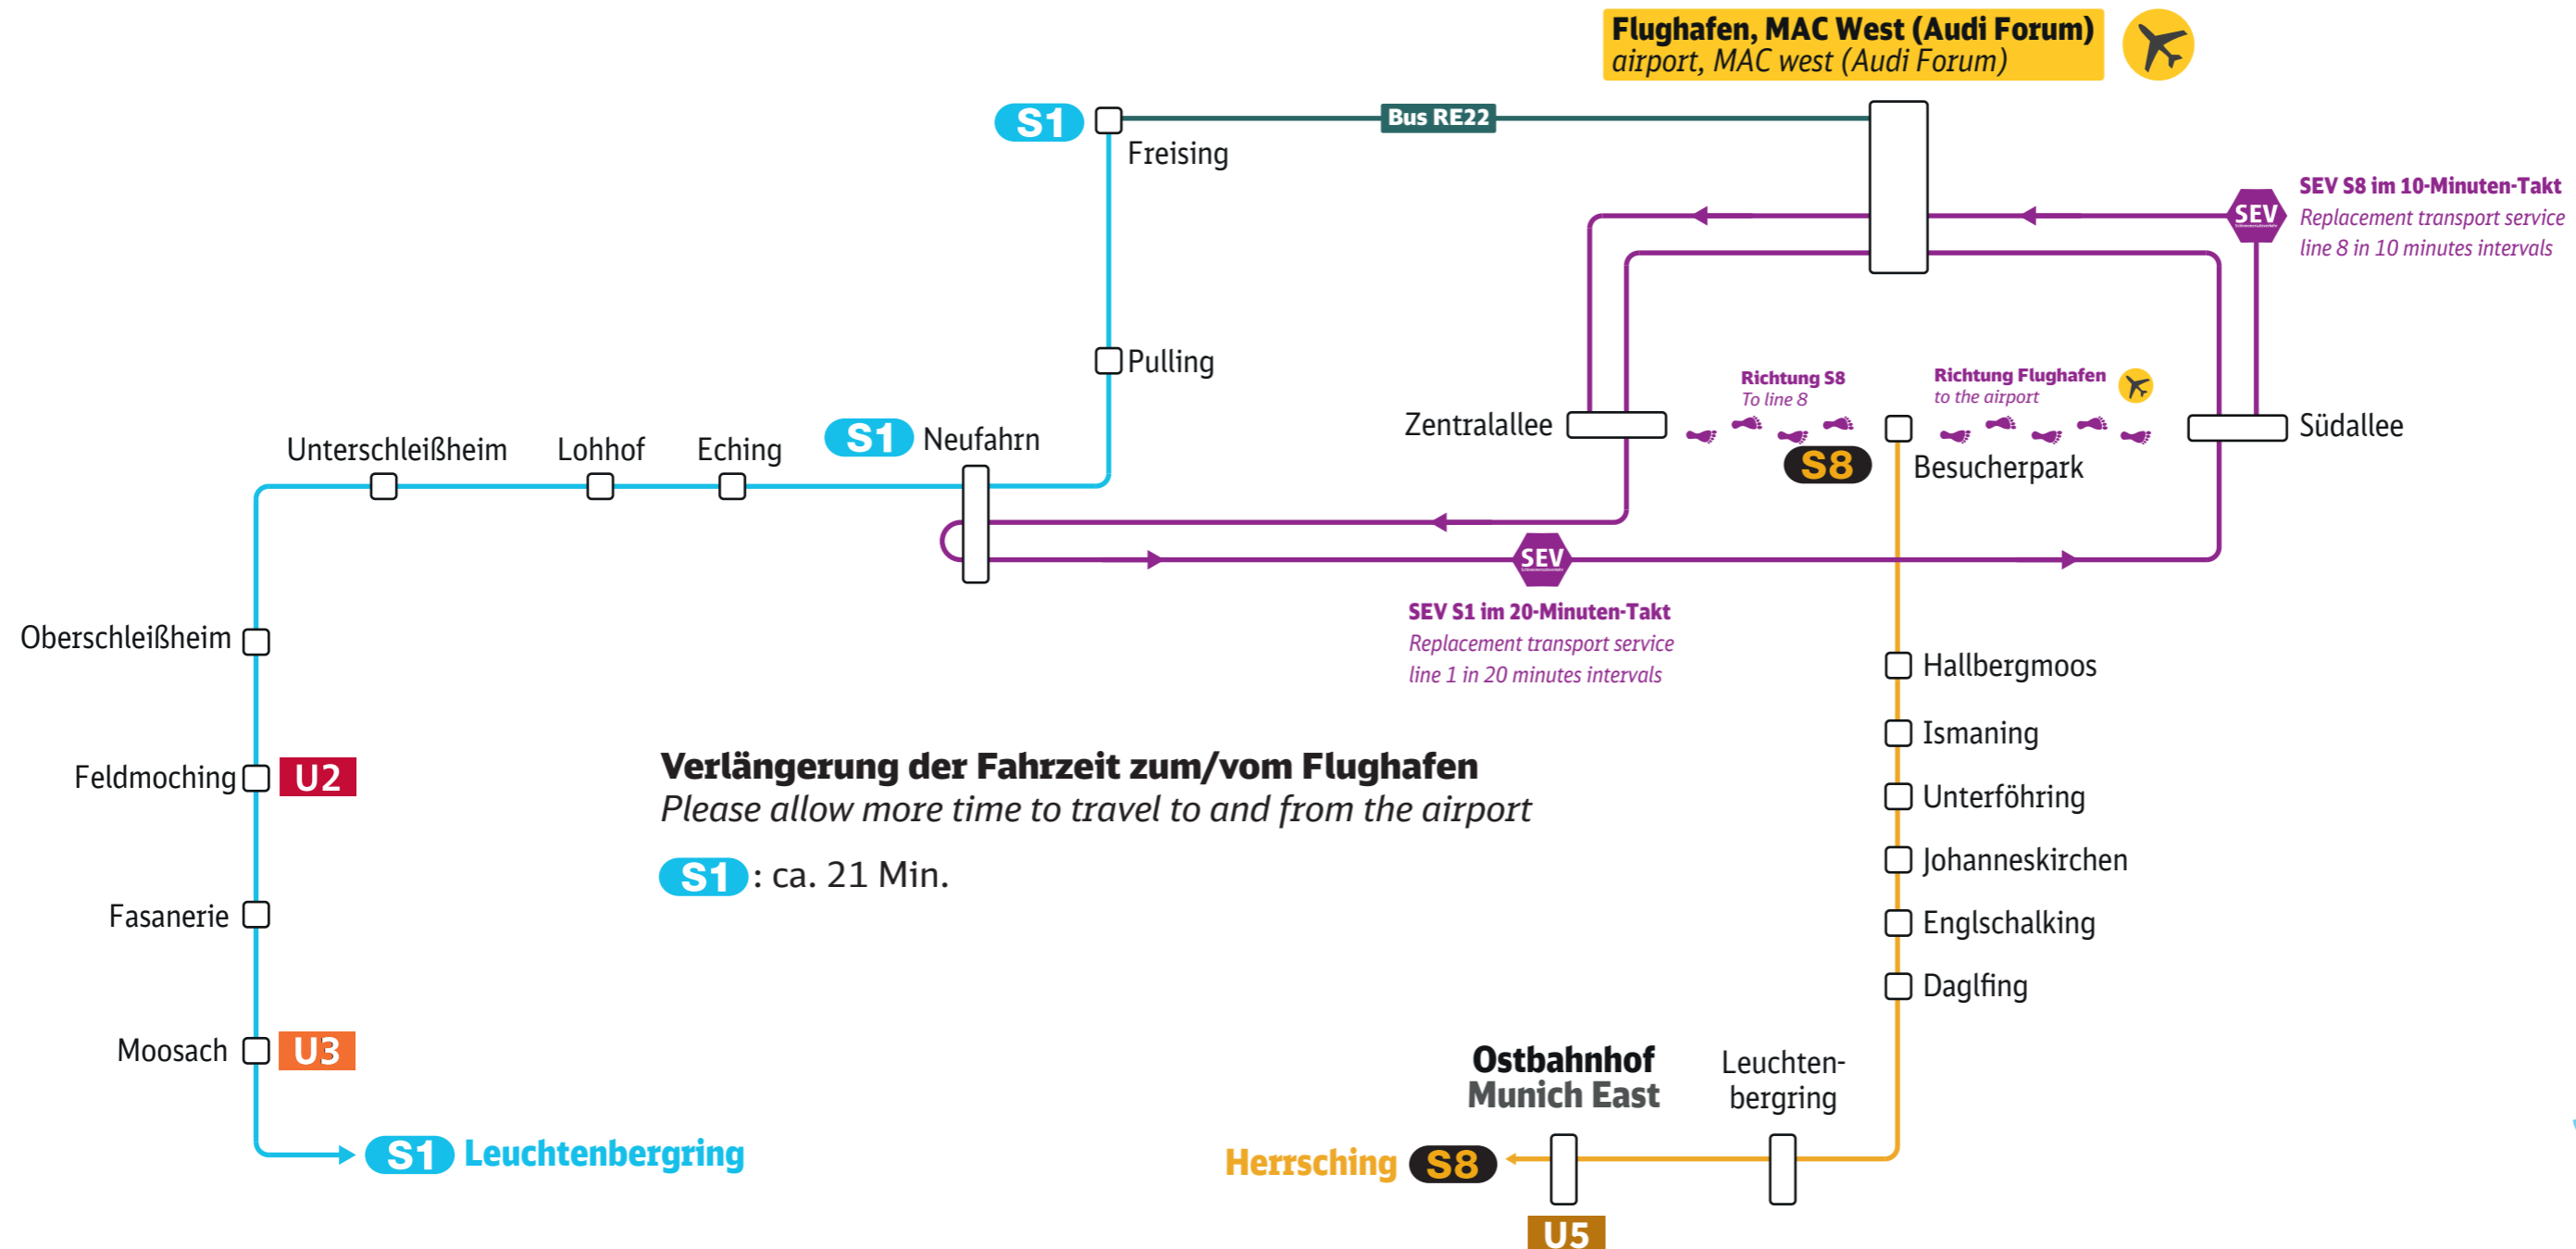 Flughafen, MAC West (Audi Forum)
airport, MAC west (Audi Forum)
S1
Bus RE22
Freising
SEV
SEV S8 im 10-Minuten-Takt
Replacement transport service
line 8 in 10 minutes intervals
Pulling
Richtung S8
To line 8
Richtung Flughafen
to the airport
Zentralallee
Südallee
S8
Besucherpark
Unterschleißheim
Lohhof
Eching
S1
Neufahrn
SEV
SEV S1 im 20-Minuten-Takt
Replacement transport service
line 1 in 20 minutes intervals
Oberschleißheim
Hallbergmoos
Ismaning
Feldmoching
U2
Verlängerung der Fahrzeit zum/vom Flughafen
Please allow more time to travel to and from the airport
S1 : ca. 21 Min.
Unterföhring
Johanneskirchen
Fasanerie
Englschalking
Daglfing
Moosach
U3
Ostbahnhof
Munich East
Leuchten-
bergring
S1 Leuchtenbergring
Herrsching S8
U5